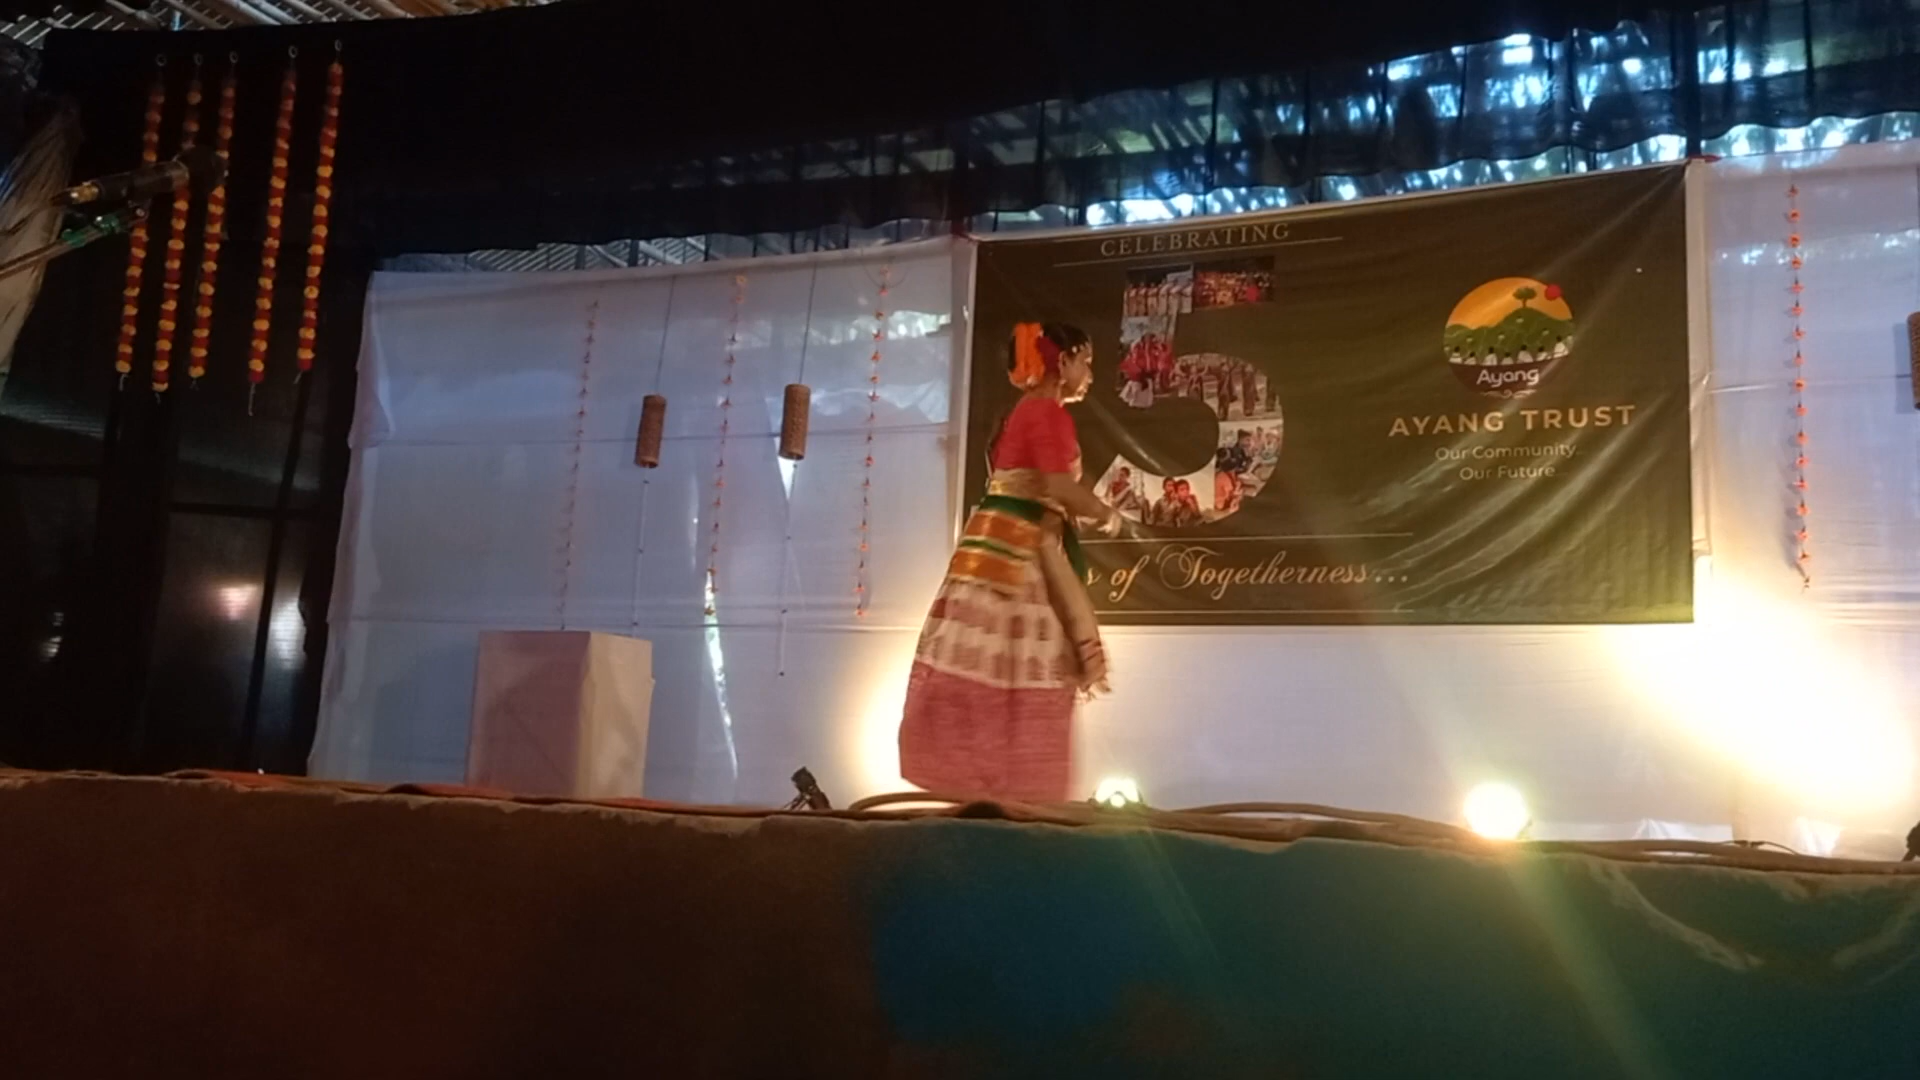 CELEBRATING
5
of Togetherness...
Ayang
AYANG TRUST
Our Community
Our Future